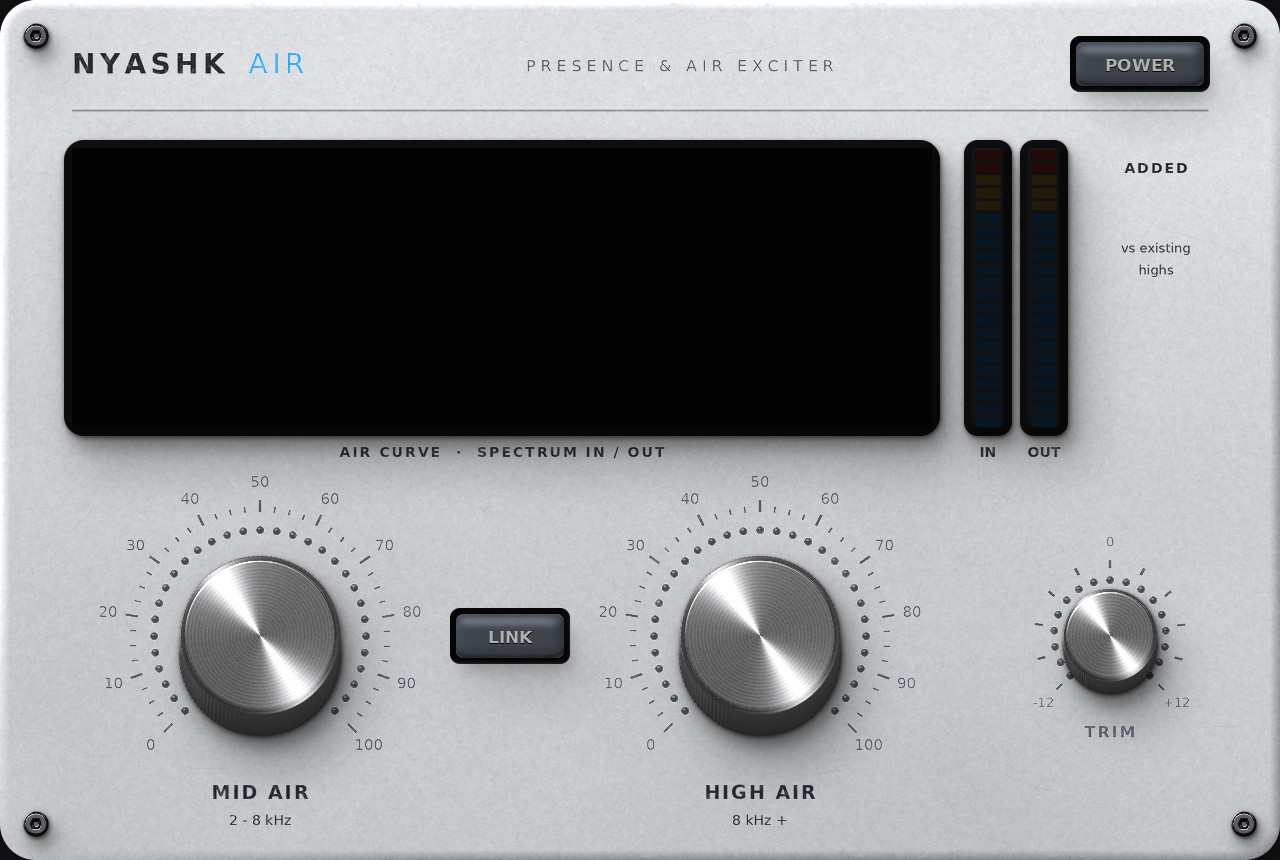 NYASHK AIR
PRESENCE & AIR EXCITER
POWER
ADDED
vs existing
highs
AIR CURVE · SPECTRUM IN / OUT
IN
OUT
0
10
20
30
40
50
60
70
80
90
100
MID AIR
2 - 8 kHz
LINK
0
10
20
30
40
50
60
70
80
90
100
HIGH AIR
8 kHz +
0
-12
+12
TRIM